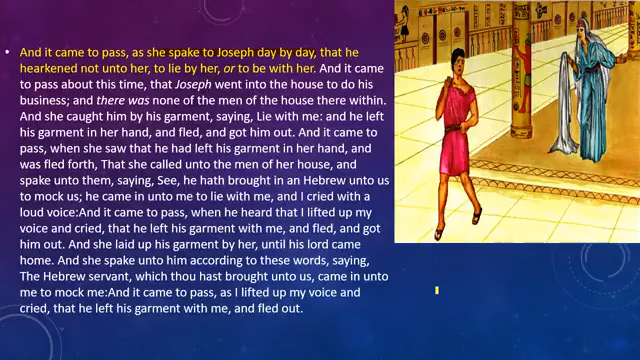 • And it came to pass, as she spake to Joseph day by day, that he
hearkened not unto her, to lie by her, or to be with her. And it came
to pass about this time, that Joseph went into the house to do his
business; and there was none of the men of the house there within.
And she caught him by his garment, saying, Lie with me: and he left
his garment in her hand, and fled, and got him out. And it came to
pass, when she saw that he had left his garment in her hand, and
was fled forth, That she called unto the men of her house, and
spake unto them, saying, See, he hath brought in an Hebrew unto us
to mock us; he came in unto me to lie with me, and I cried with a
loud voice:And it came to pass, when he heard that I lifted up my
voice and cried, that he left his garment with me, and fled, and got
him out. And she laid up his garment by her, until his lord came
home. And she spake unto him according to these words, saying,
The Hebrew servant, which thou hast brought unto us, came in unto
me to mock me:And it came to pass, as I lifted up my voice and
cried, that he left his garment with me, and fled out.